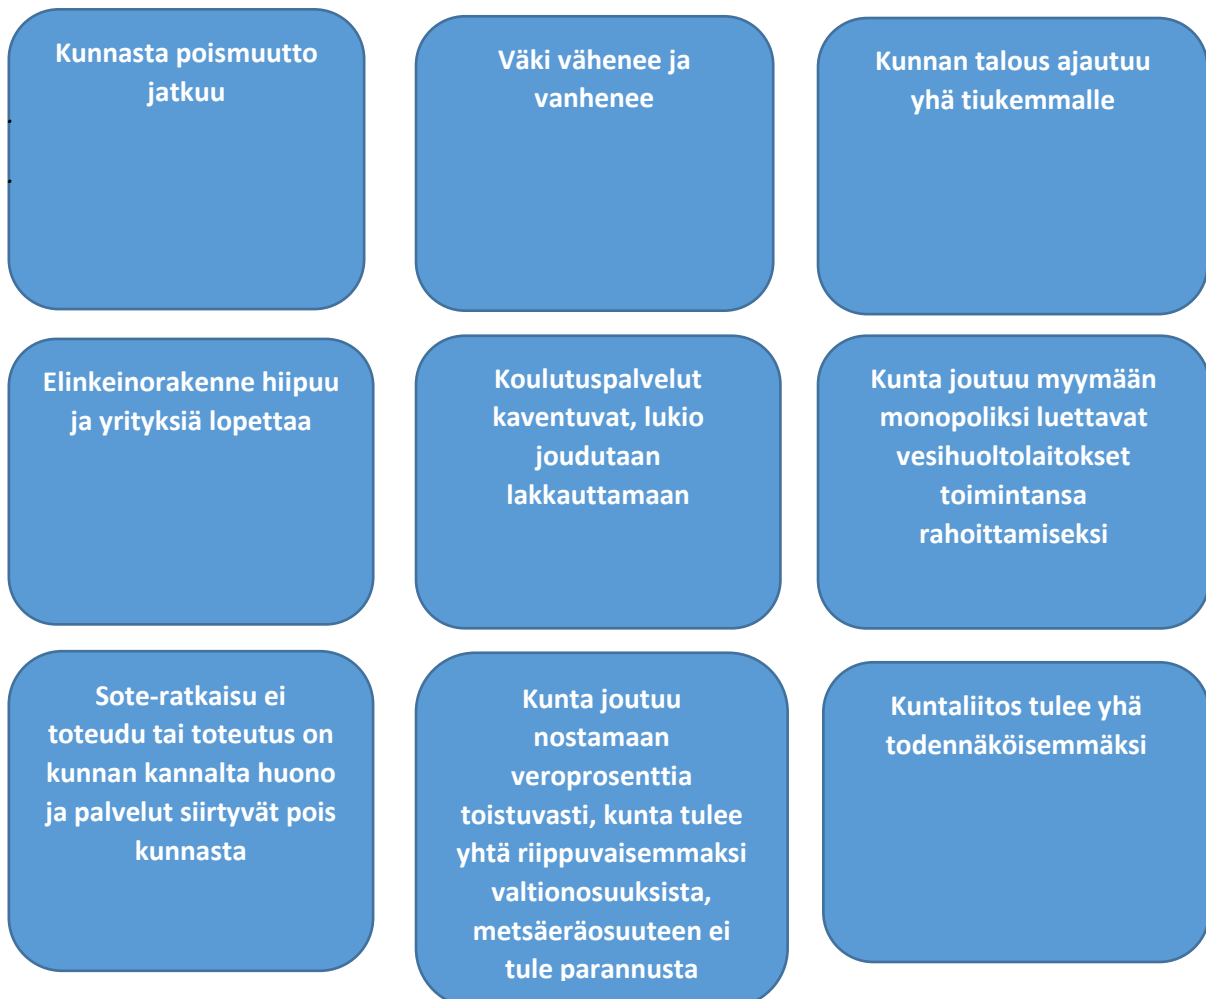 Kunnasta poismuutto
jatkuu
Väki vähenee ja
vanhenee
Kunnan talous ajautuu
yhä tiukemmalle
Elinkeinorakenne hiipuu
ja yrityksiä lopettaa
Koulutuspalvelut
kaventuvat, lukio
joudutaan
lakkauttamaan
Kunta joutuu myymään
monopoliksi luettavat
vesihuoltolaitokset
toimintansa
rahoittamiseksi
Sote-ratkaisu ei
toteudu tai toteutus on
kunnan kannalta huono
ja palvelut siirtyvät pois
kunnasta
Kunta joutuu
nostamaan
veroprosenttia
toistuvasti, kunta tulee
yhtä riippuvaisemmaksi
valtionosuuksista,
metsäeräosuuteen ei
tule parannusta
Kuntaliitos tulee yhä
todennäköisemmäksi